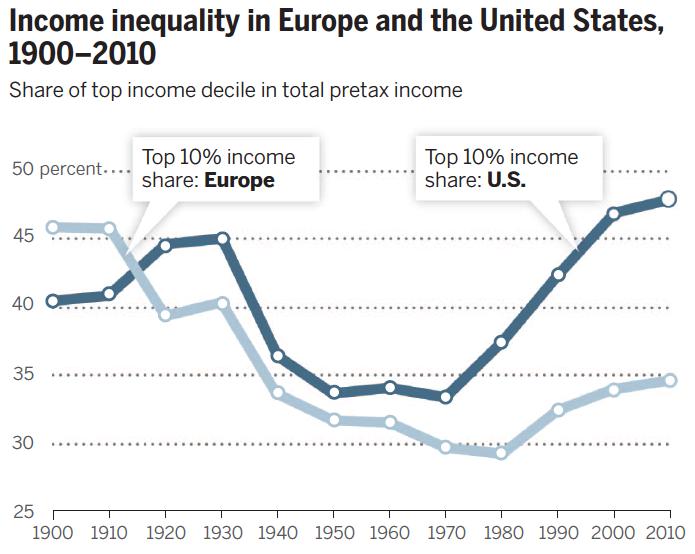 Income inequality in Europe and the United States,
1900–2010
Share of top income decile in total pretax income
50 percent
Top 10% income
share: Europe
Top 10% income
share: U.S.
45
40
35
30
25
1900 1910 1920 1930 1940 1950 1960 1970 1980 1990 2000 2010